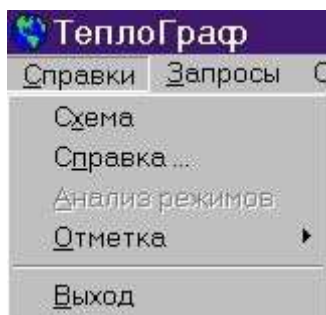 ТеплоГраф
Справки Запросы С
Схема
Справка ...
Анализ режимов
Отметка
Выход